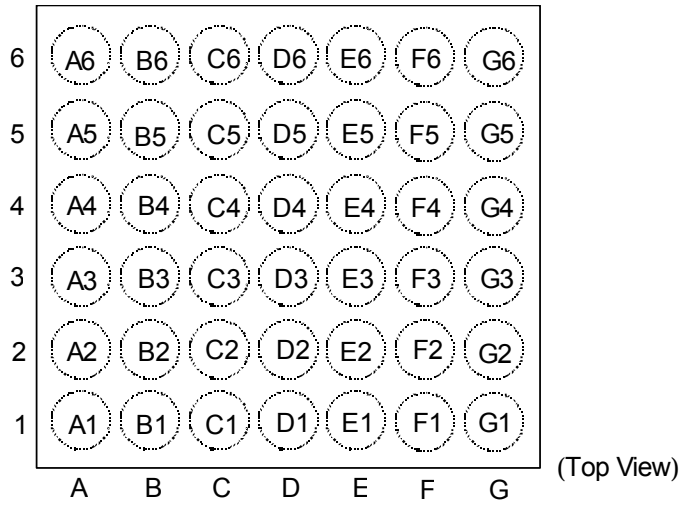 6 A6 B6 C6 D6 E6 F6 G6
5 A5 B5 C5 D5 E5 F5 G5
4 A4 B4 C4 D4 E4 F4 G4
3 A3 B3 C3 D3 E3 F3 G3
2 A2 B2 C2 D2 E2 F2 G2
1 A1 B1 C1 D1 E1 F1 G1
(Top View)
A B C D E F G